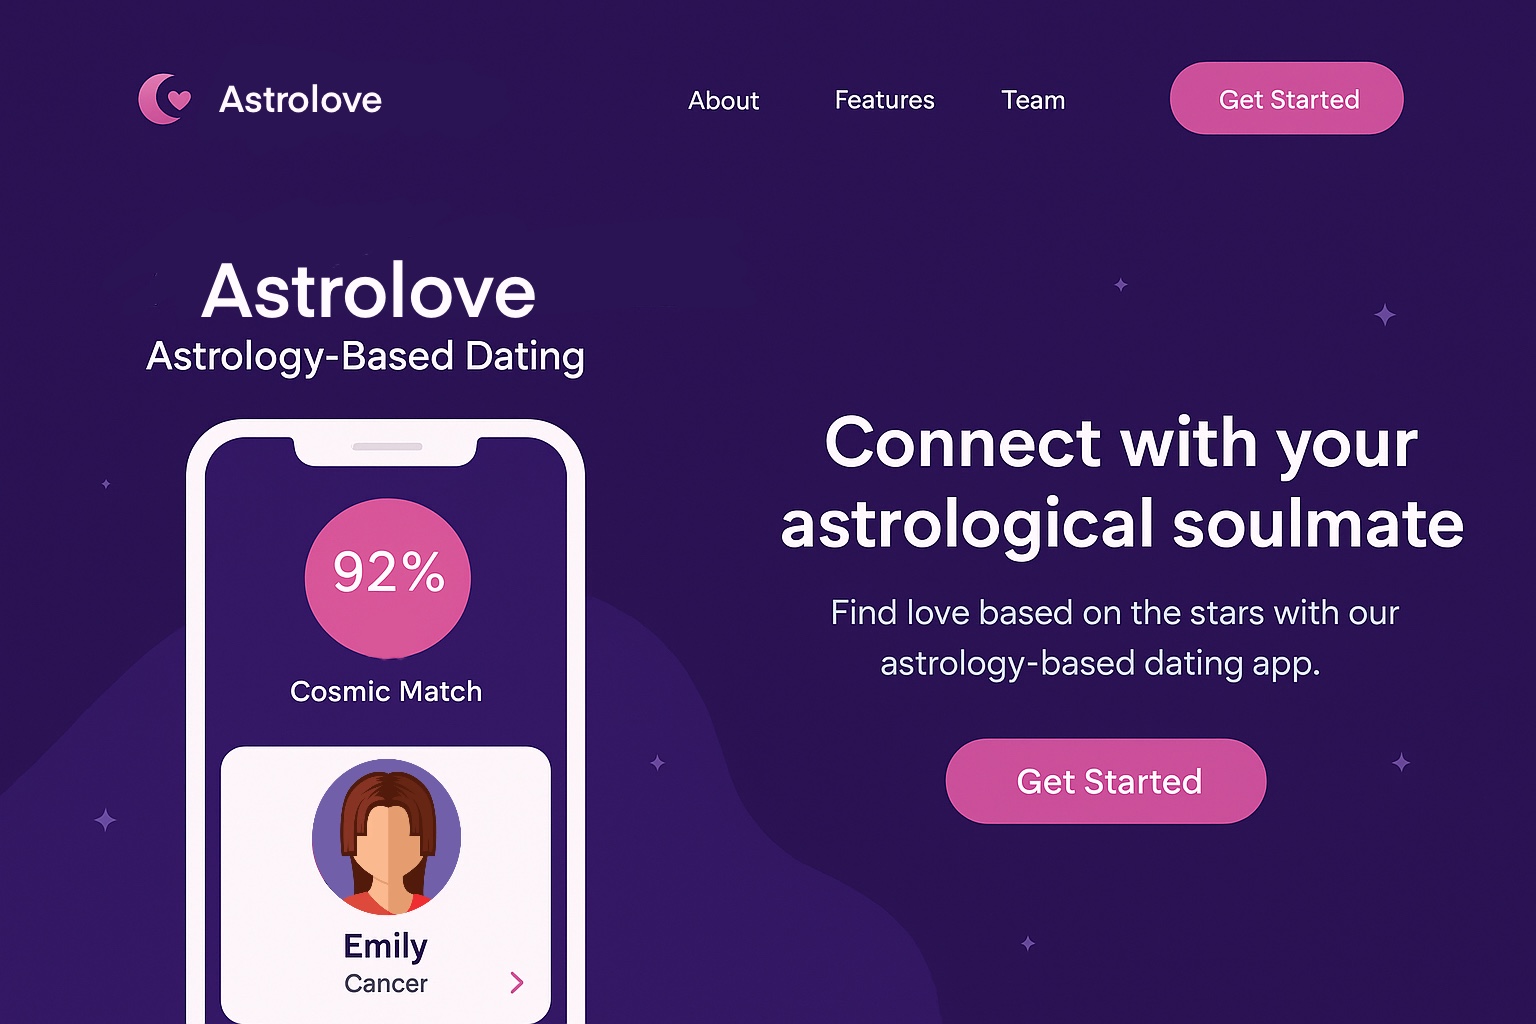 Astrolove
About
Features
Team
Get Started
Astrolove
Astrology-Based Dating
92%
Cosmic Match
Emily
Cancer
Connect with your
astrological soulmate
Find love based on the stars with our
astrology-based dating app.
Get Started